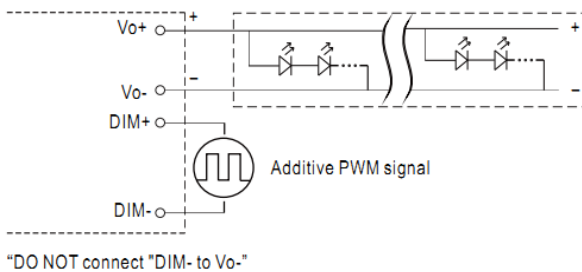 Vo+ +
+
Vo- −
−
DIM+
Additive PWM signal
DIM-
“DO NOT connect "DIM- to Vo-”